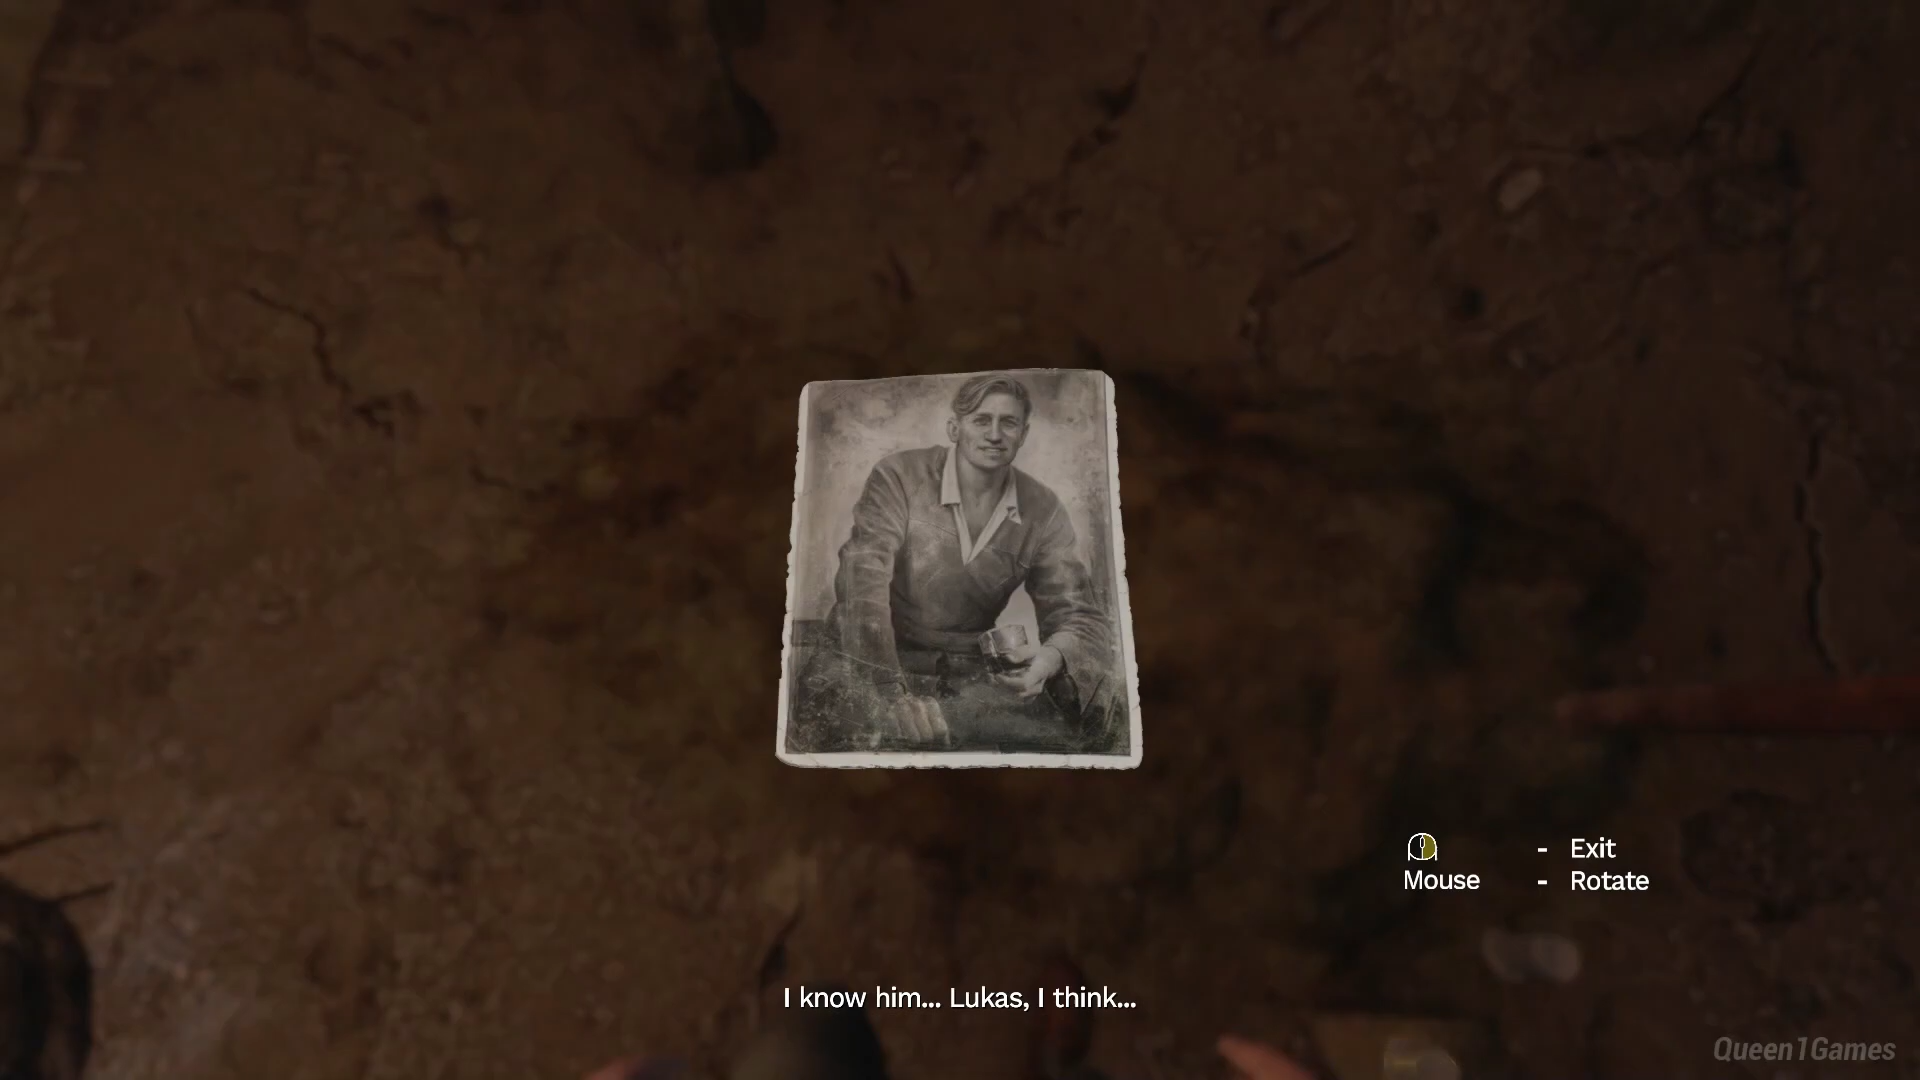 - Exit
Mouse - Rotate
I know him... Lukas, I think...
Queen1Games